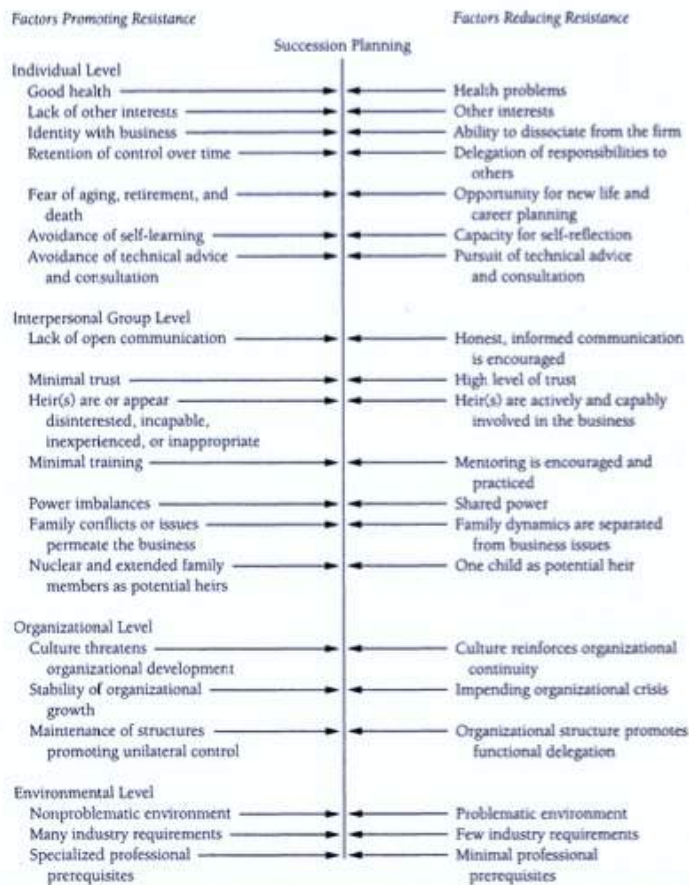 Factors Promoting Resistance
Factors Reducing Resistance
Succession Planning
Individual Level
Good health
Health problems
Lack of other interests
Other interests
Identity with business
Ability to dissociate from the firm
Retention of control over time
Delegation of responsibilities to
others
Fear of aging, retirement, and
death
Opportunity for new life and
career planning
Avoidance of self-learning
Capacity for self-reflection
Avoidance of technical advice
and consultation
Pursuit of technical advice
and consultation
Interpersonal Group Level
Lack of open communication
Honest, informed communication
is encouraged
Minimal trust
High level of trust
Heir(s) are or appear
disinterested, incapable,
inexperienced, or inappropriate
Heir(s) are actively and capably
involved in the business
Minimal training
Mentoring is encouraged and
practiced
Power imbalances
Shared power
Family conflicts or issues
permeate the business
Family dynamics are separated
from business issues
Nuclear and extended family
members as potential heirs
One child as potential heir
Organizational Level
Culture threatens
organizational development
Culture reinforces organizational
continuity
Stability of organizational
growth
Impending organizational crisis
Maintenance of structures
promoting unilateral control
Organizational structure promotes
functional delegation
Environmental Level
Nonproblematic environment
Problematic environment
Many industry requirements
Few industry requirements
Specialized professional
prerequisites
Minimal professional
prerequisites